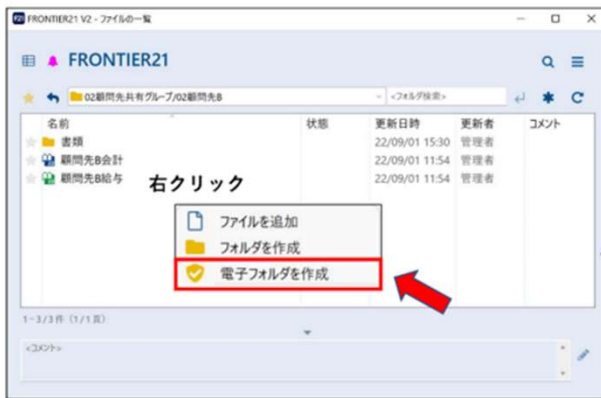 FRONTIER21 V2 - ファイルの一覧
FRONTIER21
02顧問先共有グループ/02顧問先B
<フォルダ検索>
名前 状態 更新日時 更新者 コメント
書類 22/09/01 15:30 管理者
顧問先B会計 22/09/01 11:54 管理者
顧問先B給与 22/09/01 11:54 管理者
右クリック
ファイルを追加
フォルダを作成
電子フォルダを作成
1-3/3件 (1/1頁)
<コメント>